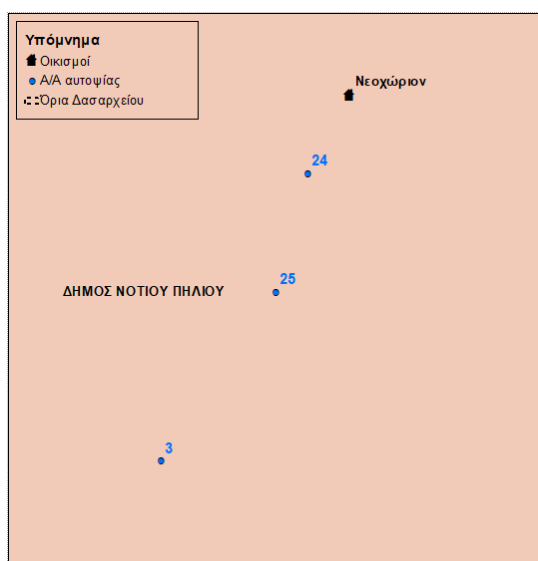 Υπόμνημα
Οικισμοί
Α/Α αυτοψίας
Όρια Δασαρχείου
Νεοχώριον
24
25
ΔΗΜΟΣ ΝΟΤΙΟΥ ΠΗΛΙΟΥ
3